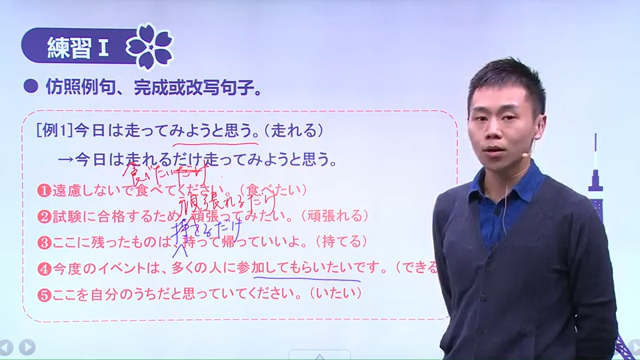 練習Ⅰ
● 仿照例句、完成或改写句子。
[例1]今日は走ってみようと思う。(走れる)
→今日は走れるだけ走ってみようと思う。
食べたいだけ
❶遠慮しないで食べてください。(食べたい)
頑張れるだけ
❷試験に合格するため、頑張ってみたい。(頑張れる)
持てるだけ
❸ここに残ったものは、持って帰っていいよ。(持てる)
❹今度のイベントは、多くの人に参加してもらいたいです。(できる
❺ここを自分のうちだと思っていてください。(いたい)